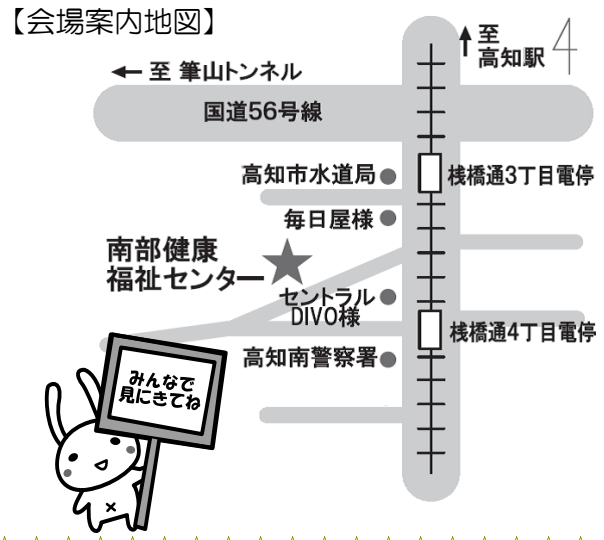 【会場案内地図】
至
高知駅
至 筆山トンネル
国道56号線
高知市水道局
桟橋通3丁目電停
毎日屋様
南部健康
福祉センター
セントラル
DIVO様
桟橋通4丁目電停
高知南警察署
みんなで
見にきてね